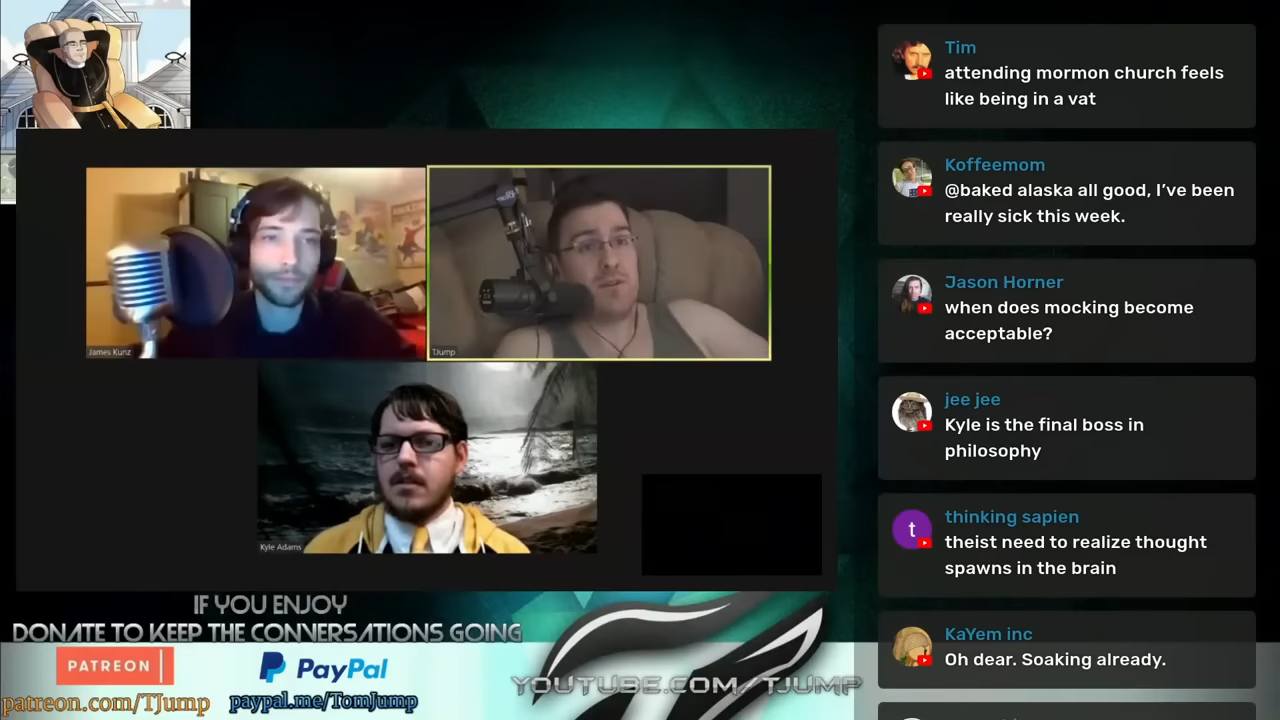 Tim
attending mormon church feels
like being in a vat
Koffeemom
@baked alaska all good, I've been
really sick this week.
Jason Horner
when does mocking become
acceptable?
jee jee
Kyle is the final boss in
philosophy
t
thinking sapien
theist need to realize thought
spawns in the brain
KaYem inc
Oh dear. Soaking already.
James Kunz
TJump
Kyle Adams
IF YOU ENJOY
DONATE TO KEEP THE CONVERSATIONS GOING
PATREON
PayPal
patreon.com/TJump
paypal.me/TomJump
YOUTUBE.COM/TJUMP